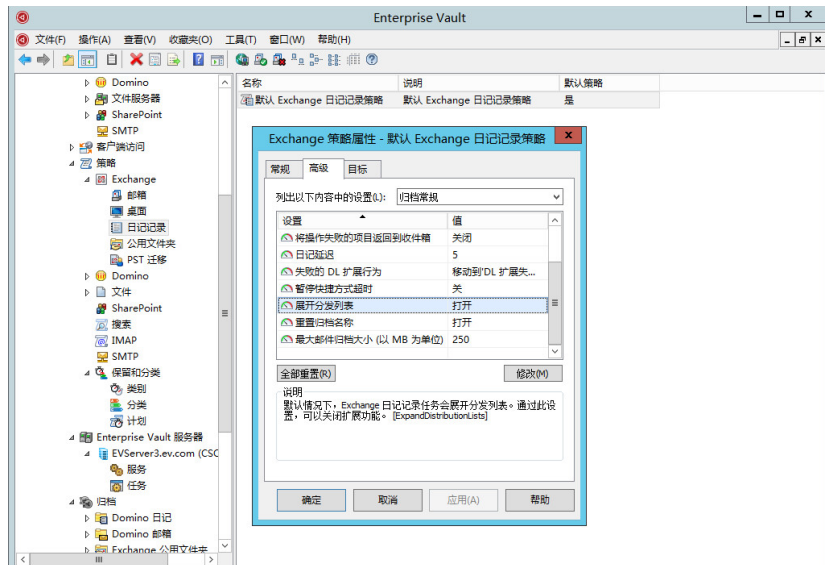 Enterprise Vault
文件(F) 操作(A) 查看(V) 收藏夹(O) 工具(T) 窗口(W) 帮助(H)
Domino
文件服务器
SharePoint
SMTP
客户端访问
策略
Exchange
邮箱
桌面
日记记录
公用文件夹
PST 迁移
Domino
文件
SharePoint
搜索
IMAP
SMTP
保留和分类
类别
分类
计划
Enterprise Vault 服务器
EVServer3.ev.com (CSC
服务
任务
归档
Domino 日记
Domino 邮箱
Exchange 公用文件夹
名称 说明 默认策略
默认 Exchange 日记记录策略 默认 Exchange 日记记录策略 是
Exchange 策略属性 - 默认 Exchange 日记记录策略
常规 高级 目标
列出以下内容中的设置(L): 归档常规
设置 值
将操作失败的项目返回到收件箱 关闭
日记延迟 5
失败的 DL 扩展行为 移动到'DL 扩展失...
暂停快捷方式超时 关
展开分发列表 打开
重置归档名称 打开
最大邮件归档大小 (以 MB 为单位) 250
全部重置(R) 修改(M)
说明
默认情况下，Exchange 日记记录任务会展开分发列表。通过此设
置，可以关闭扩展功能。 [ExpandDistributionLists]
确定 取消 应用(A) 帮助